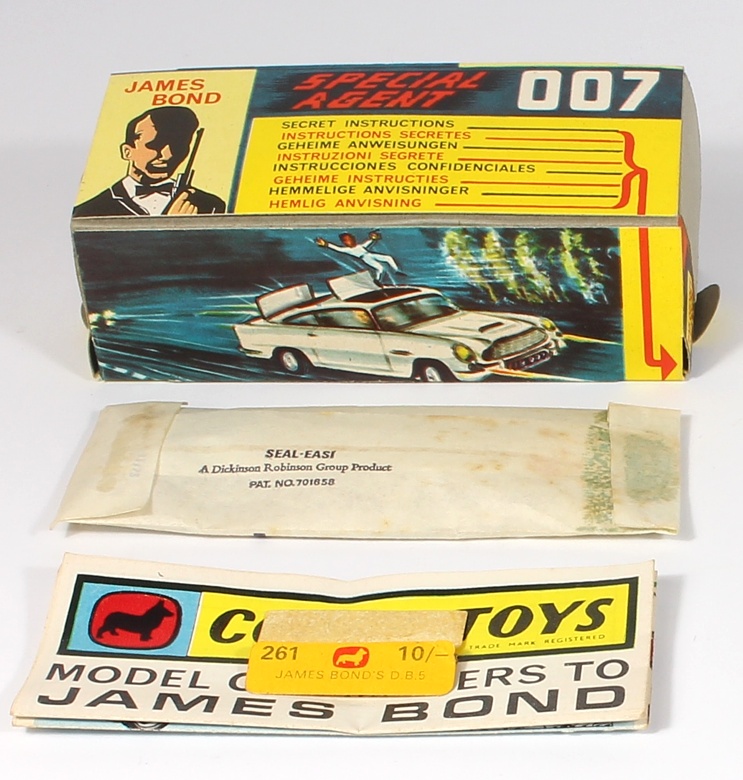 JAMES
BOND
SPECIAL
AGENT
007
SECRET INSTRUCTIONS
INSTRUCTIONS SECRETES
GEHEIME ANWEISUNGEN
INSTRUZIONI SEGRETE
INSTRUCCIONES CONFIDENCIALES
GEHEIME INSTRUCTIES
HEMMELIGE ANVISNINGER
HEMLIG ANVISNING
SEAL-EASI
A Dickinson Robinson Group Product
PAT. NO. 701658
TOYS
TRADE MARK REGISTERED
261 10/-
JAMES BOND'S D.B.5
MODEL TO
JAMES BOND